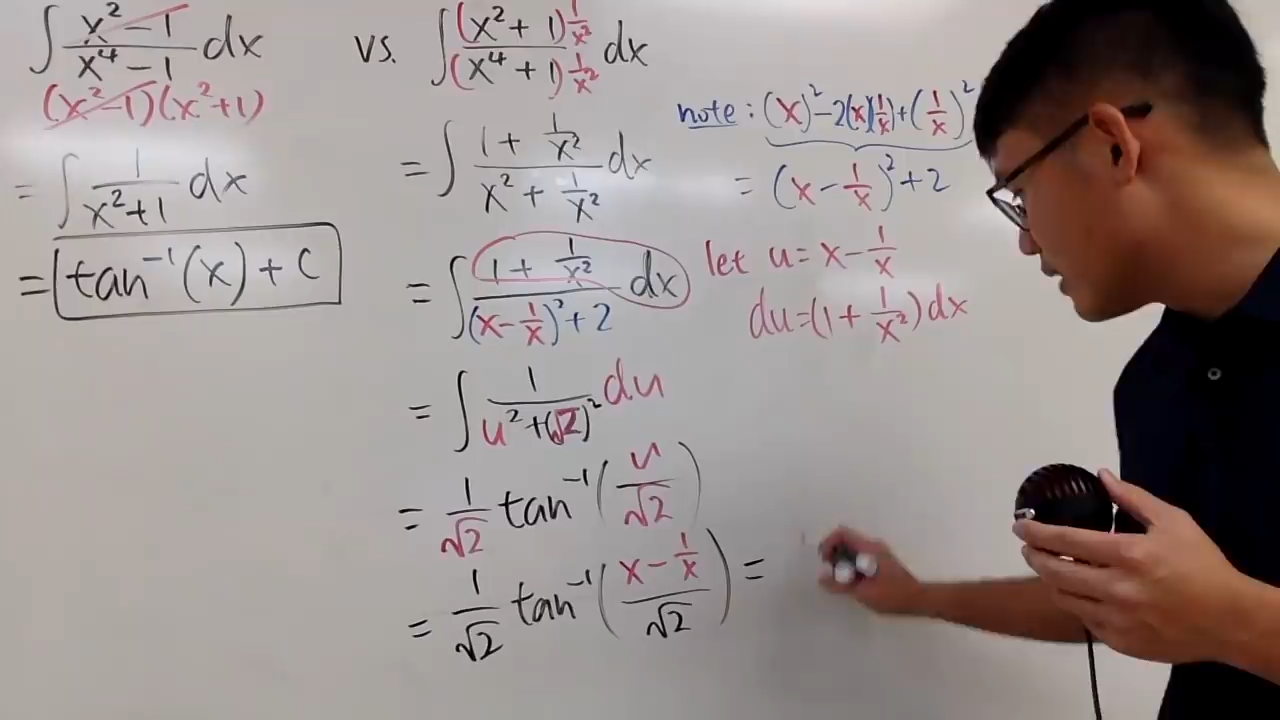 ∫ (x² − 1)/(x⁴ − 1) dx
(x²−1)(x²+1)
= ∫ 1/(x²+1) dx
= tan⁻¹(x) + C
vs.
∫ (x² + 1) 1/x² / (x⁴ + 1) 1/x² dx
= ∫ (1 + 1/x²)/(x² + 1/x²) dx
= ∫ (1 + 1/x²)/((x − 1/x)² + 2) dx
= ∫ 1/(u² + (√2)²) du
= 1/√2 tan⁻¹(u/√2)
= 1/√2 tan⁻¹((x − 1/x)/√2) =
note: (x)² − 2(x)(1/x) + (1/x)²
= (x − 1/x)² + 2
let u = x − 1/x
du = (1 + 1/x²) dx